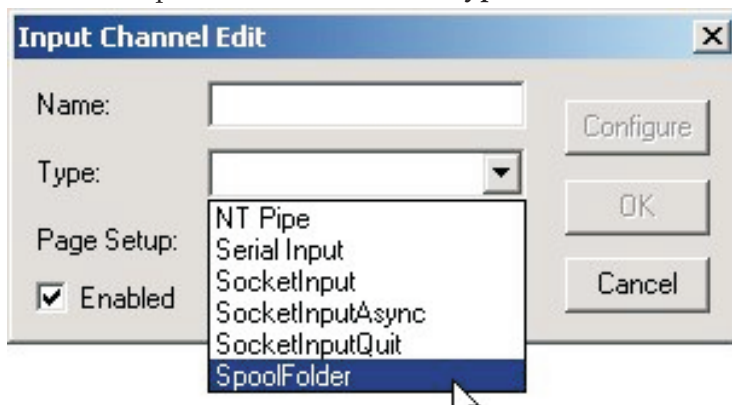 Input Channel Edit
Name:
Configure
Type:
NT Pipe
OK
Page Setup:
Serial Input
SocketInput
Enabled
Cancel
SocketInputAsync
SocketInputQuit
SpoolFolder